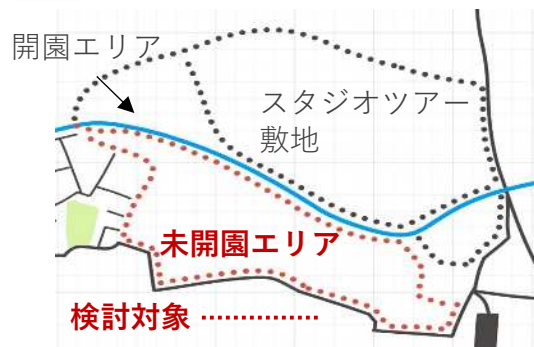 開園エリア
スタジオツアー
敷地
未開園エリア
検討対象